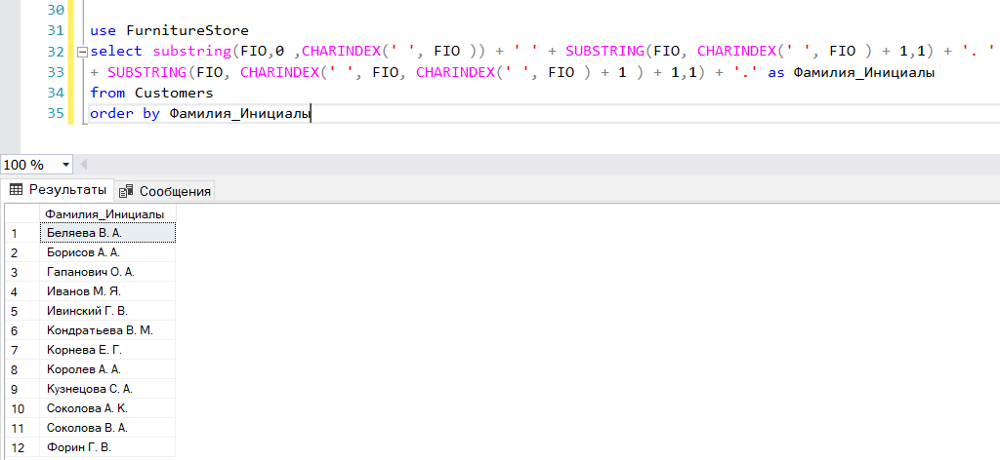 30
31 use FurnitureStore
32 select substring(FIO,0 ,CHARINDEX(' ', FIO )) + ' ' + SUBSTRING(FIO, CHARINDEX(' ', FIO ) + 1,1) + '. '
33 + SUBSTRING(FIO, CHARINDEX(' ', FIO, CHARINDEX(' ', FIO ) + 1 ) + 1,1) + '.' as Фамилия_Инициалы
34 from Customers
35 order by Фамилия_Инициалы
100 %
Результаты Сообщения
Фамилия_Инициалы
1 Беляева В. А.
2 Борисов А. А.
3 Гапанович О. А.
4 Иванов М. Я.
5 Ивинский Г. В.
6 Кондратьева В. М.
7 Корнева Е. Г.
8 Королев А. А.
9 Кузнецова С. А.
10 Соколова А. К.
11 Соколова В. А.
12 Форин Г. В.